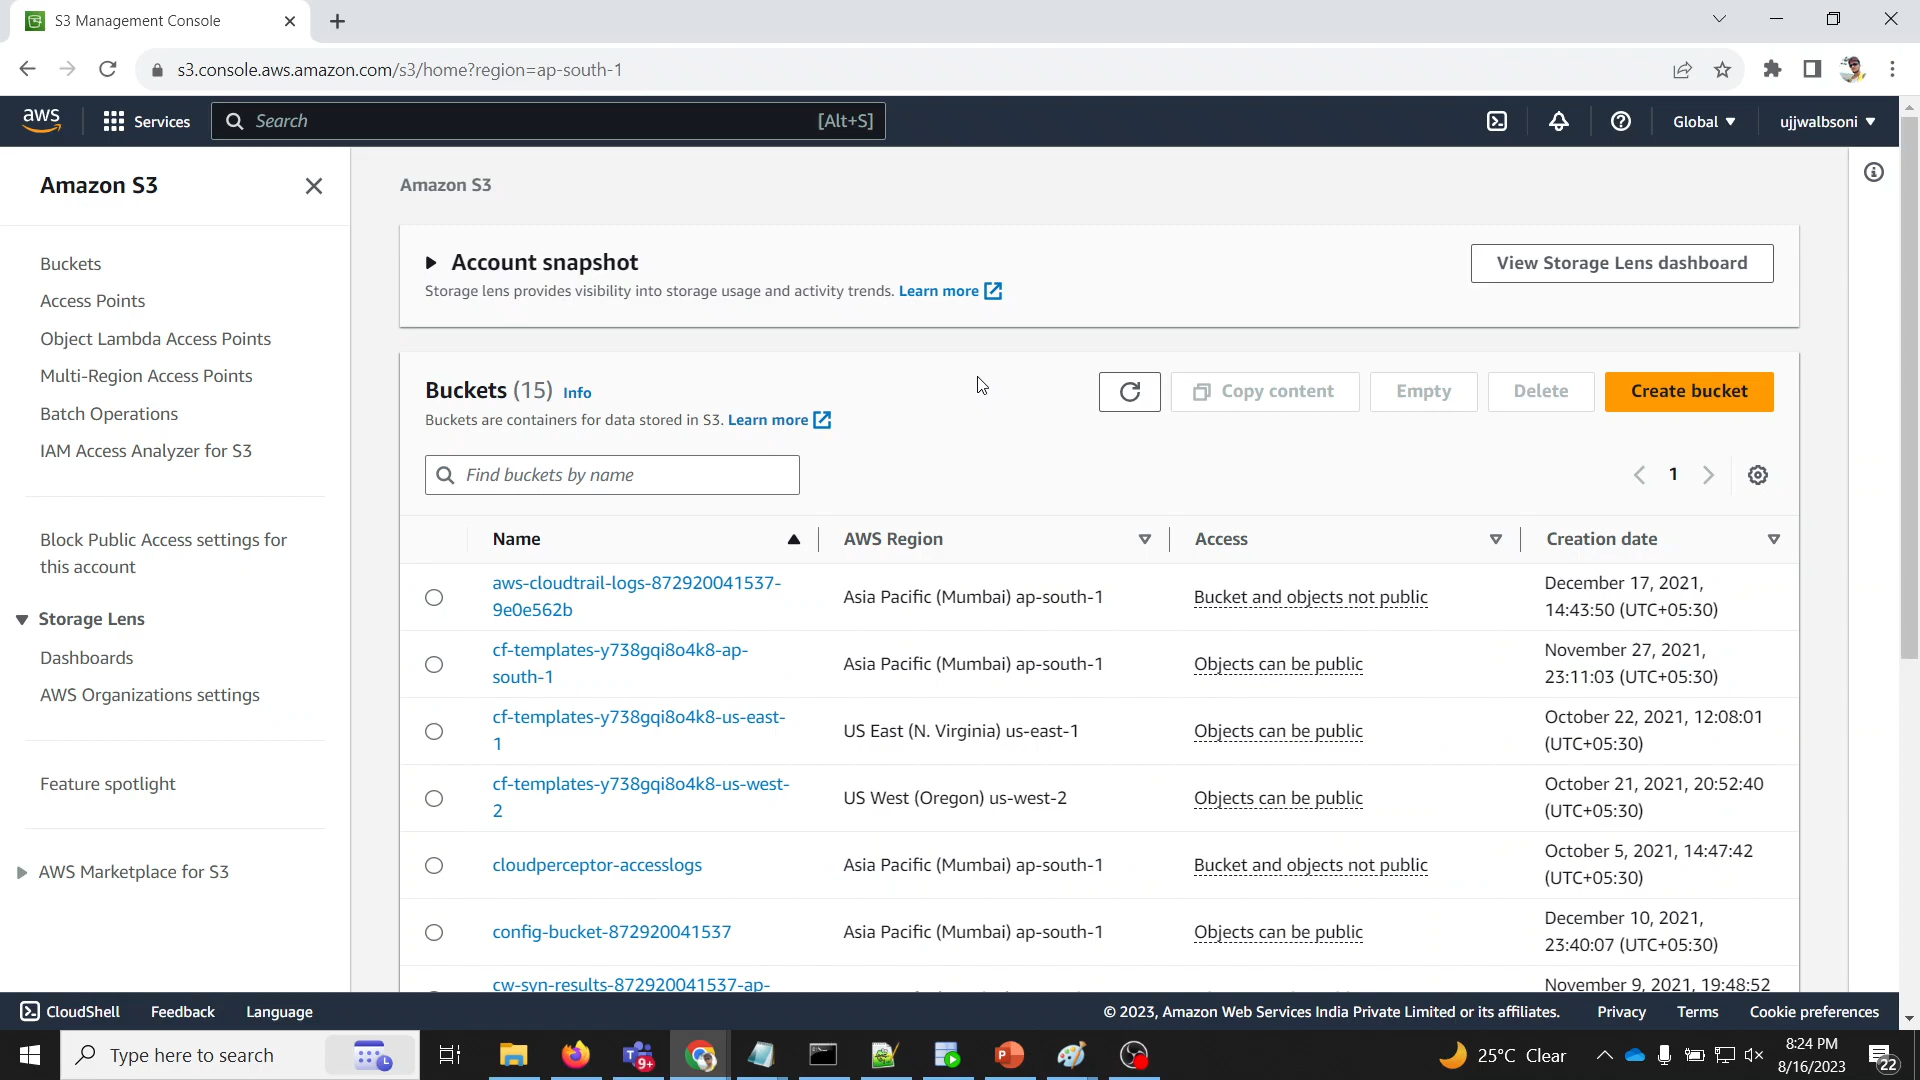 S3 Management Console
s3.console.aws.amazon.com/s3/home?region=ap-south-1
aws
Services
Search
[Alt+S]
Global
ujjwalbsoni
Amazon S3
Buckets
Access Points
Object Lambda Access Points
Multi-Region Access Points
Batch Operations
IAM Access Analyzer for S3
Block Public Access settings for
this account
Storage Lens
Dashboards
AWS Organizations settings
Feature spotlight
AWS Marketplace for S3
Amazon S3
Account snapshot
Storage lens provides visibility into storage usage and activity trends. Learn more
View Storage Lens dashboard
Buckets (15) Info
Buckets are containers for data stored in S3. Learn more
Copy content
Empty
Delete
Create bucket
Find buckets by name
1
Name
AWS Region
Access
Creation date
aws-cloudtrail-logs-872920041537-
9e0e562b
Asia Pacific (Mumbai) ap-south-1
Bucket and objects not public
December 17, 2021,
14:43:50 (UTC+05:30)
cf-templates-y738gqi8o4k8-ap-
south-1
Asia Pacific (Mumbai) ap-south-1
Objects can be public
November 27, 2021,
23:11:03 (UTC+05:30)
cf-templates-y738gqi8o4k8-us-east-
1
US East (N. Virginia) us-east-1
Objects can be public
October 22, 2021, 12:08:01
(UTC+05:30)
cf-templates-y738gqi8o4k8-us-west-
2
US West (Oregon) us-west-2
Objects can be public
October 21, 2021, 20:52:40
(UTC+05:30)
cloudperceptor-accesslogs
Asia Pacific (Mumbai) ap-south-1
Bucket and objects not public
October 5, 2021, 14:47:42
(UTC+05:30)
config-bucket-872920041537
Asia Pacific (Mumbai) ap-south-1
Objects can be public
December 10, 2021,
23:40:07 (UTC+05:30)
cw-syn-results-872920041537-ap-
November 9, 2021, 19:48:52
CloudShell
Feedback
Language
© 2023, Amazon Web Services India Private Limited or its affiliates.
Privacy
Terms
Cookie preferences
Type here to search
9+
25°C Clear
8:24 PM
8/16/2023
22